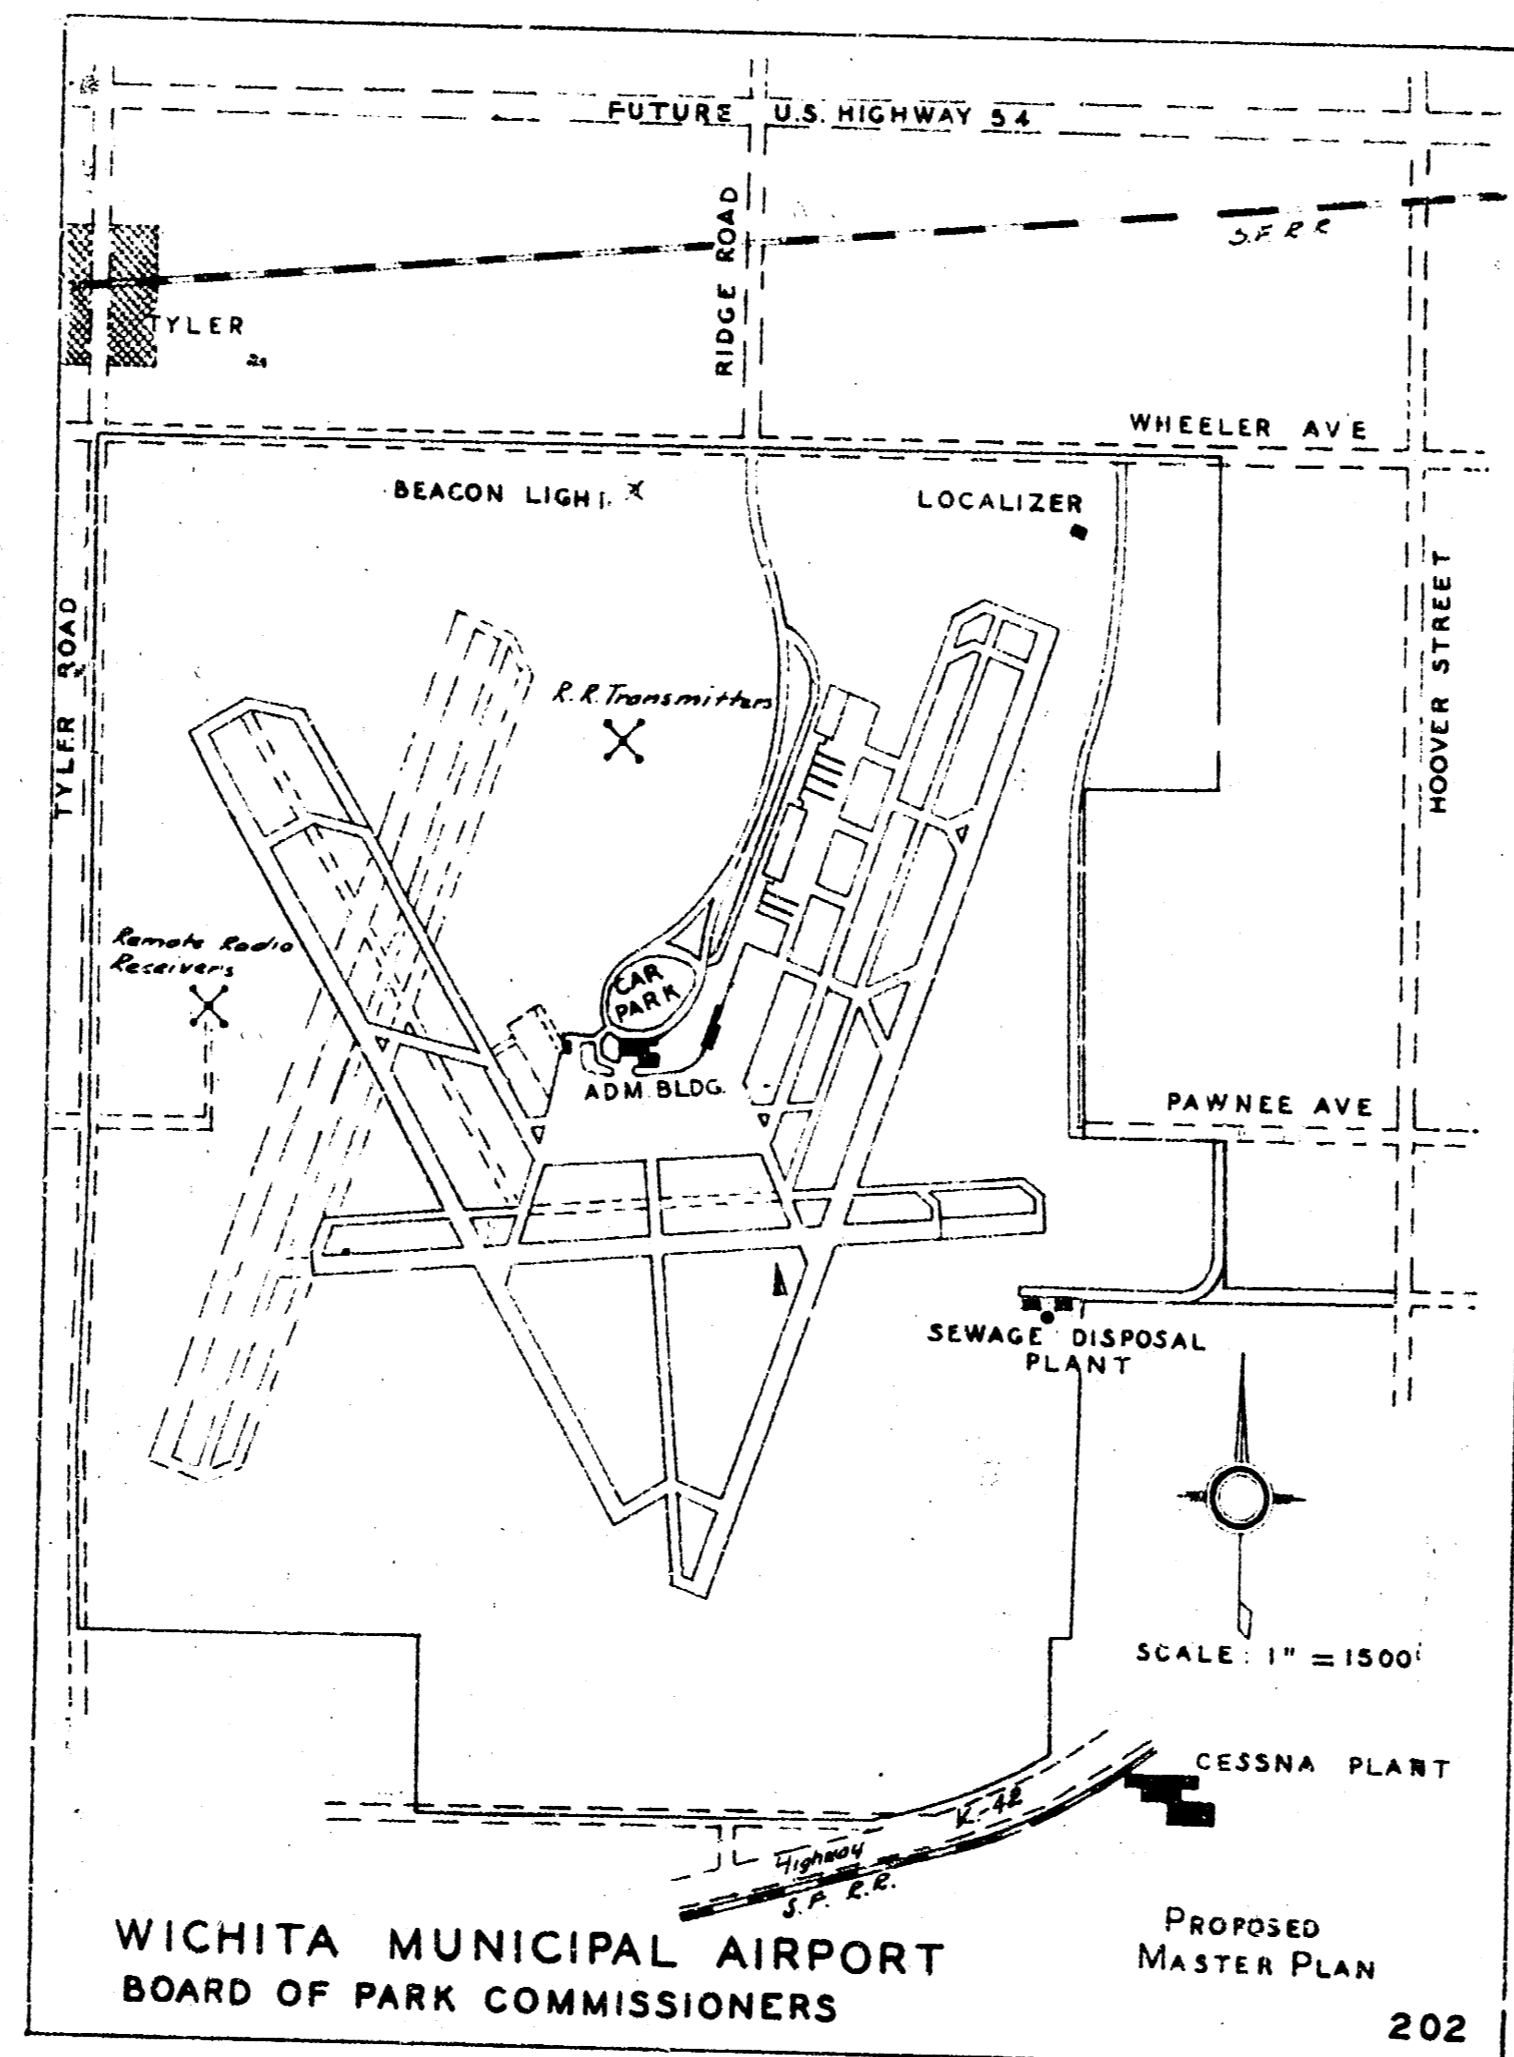 FUTURE U.S. HIGHWAY 54
S.F. R R
RIDGE ROAD
TYLER
WHEELER AVE
BEACON LIGHT
LOCALIZER
TYLER ROAD
HOOVER STREET
R.R. Transmitters
Remote Radio
Receivers
CAR
PARK
ADM. BLDG.
PAWNEE AVE
SEWAGE DISPOSAL
PLANT
SCALE: 1" = 1500'
CESSNA PLANT
Highway K-42
S.F. R.R.
WICHITA MUNICIPAL AIRPORT
BOARD OF PARK COMMISSIONERS
PROPOSED
MASTER PLAN
202